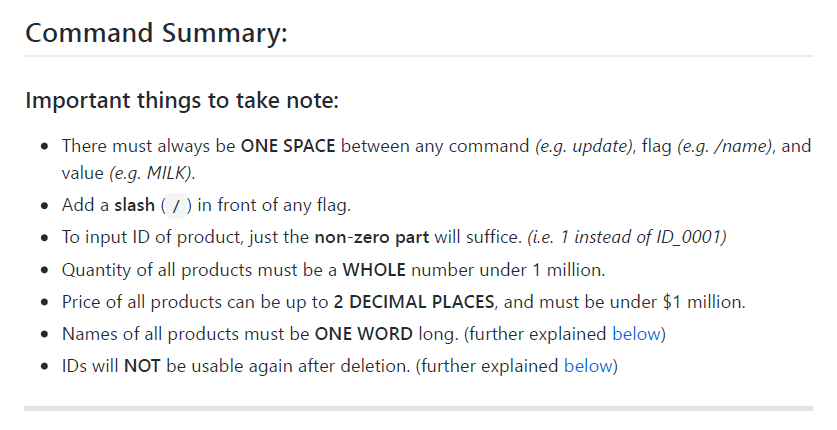 Command Summary:
Important things to take note:
• There must always be ONE SPACE between any command (e.g. update), flag (e.g. /name), and
value (e.g. MILK).
• Add a slash ( / ) in front of any flag.
• To input ID of product, just the non-zero part will suffice. (i.e. 1 instead of ID_0001)
• Quantity of all products must be a WHOLE number under 1 million.
• Price of all products can be up to 2 DECIMAL PLACES, and must be under $1 million.
• Names of all products must be ONE WORD long. (further explained below)
• IDs will NOT be usable again after deletion. (further explained below)